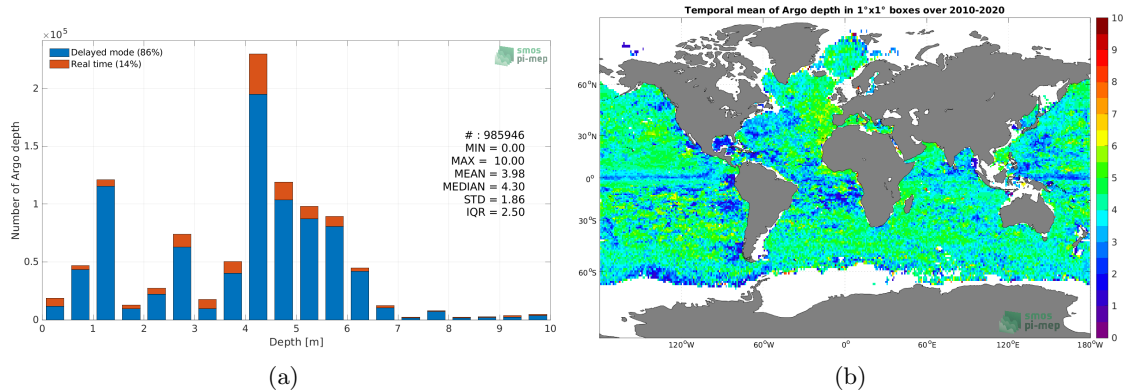 ×10⁵
Delayed mode (86%)
Real time (14%)
smos
pi-mep
# : 985946
MIN = 0.00
MAX = 10.00
MEAN = 3.98
MEDIAN = 4.30
STD = 1.86
IQR = 2.50
Number of Argo depth
2
1.5
1
0.5
0
0 1 2 3 4 5 6 7 8 9 10
Depth [m]
(a)
Temporal mean of Argo depth in 1°x1° boxes over 2010-2020
60°N
30°N
0°
30°S
60°S
120°W 60°W 0° 60°E 120°E 180°W
smos
pi-mep
10
9
8
7
6
5
4
3
2
1
0
(b)